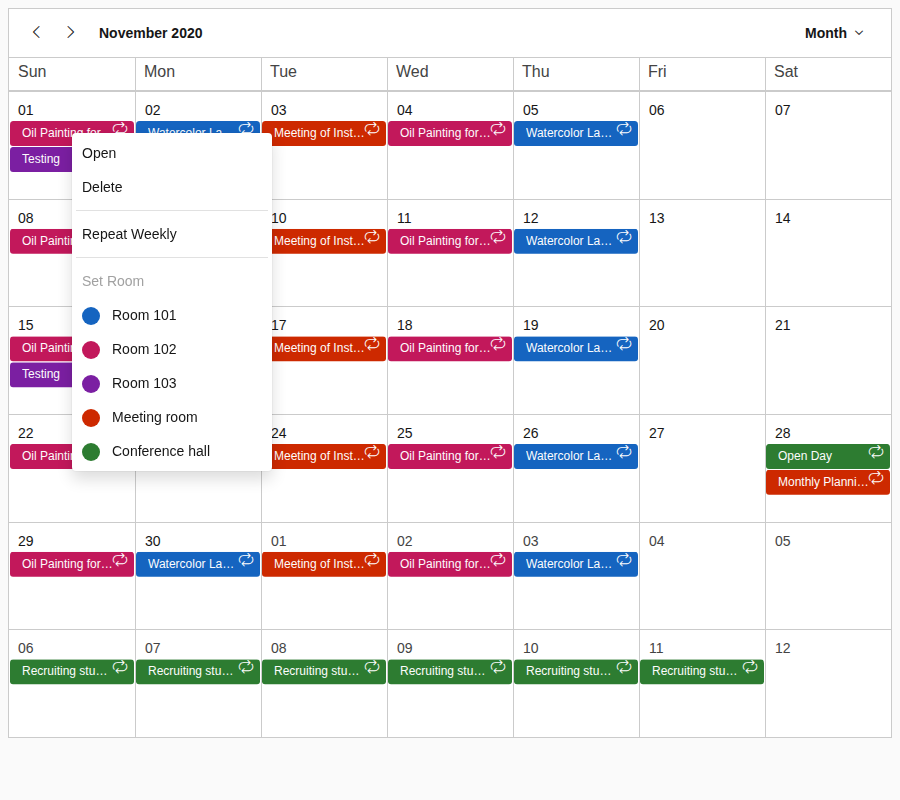 November 2020
Month
Sun Mon Tue Wed Thu Fri Sat
01 02 03 04 05 06 07
Oil Painting for Watercolor La Meeting of Inst… Oil Painting for… Watercolor La…
Testing
Open
Delete
Repeat Weekly
Set Room
Room 101
Room 102
Room 103
Meeting room
Conference hall
08 10 11 12 13 14
Oil Meeting of Inst… Oil Painting for… Watercolor La…
15 17 18 19 20 21
Oil Meeting of Inst… Oil Painting for… Watercolor La…
Testing
22 24 25 26 27 28
Oil Meeting of Inst… Oil Painting for… Watercolor La… Open Day
Monthly Planni…
29 30 01 02 03 04 05
Oil Painting for… Watercolor La… Meeting of Inst… Oil Painting for… Watercolor La…
06 07 08 09 10 11 12
Recruiting stu… Recruiting stu… Recruiting stu… Recruiting stu… Recruiting stu… Recruiting stu…